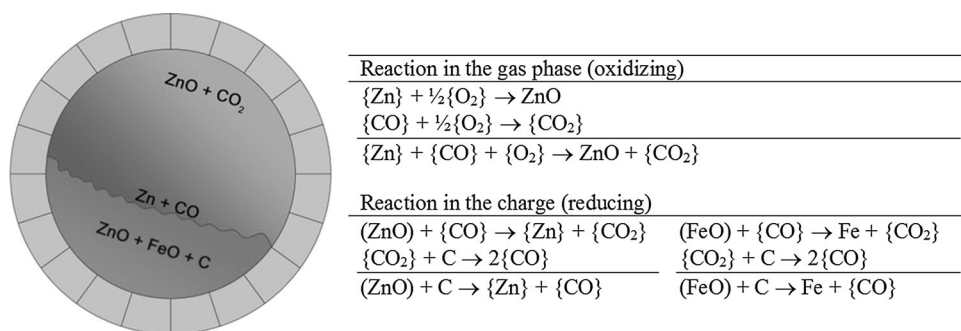 ZnO + CO₂
Zn + CO
ZnO + FeO + C
Reaction in the gas phase (oxidizing)
{Zn} + ½{O₂} → ZnO
{CO} + ½{O₂} → {CO₂}
{Zn} + {CO} + {O₂} → ZnO + {CO₂}
Reaction in the charge (reducing)
(ZnO) + {CO} → {Zn} + {CO₂} (FeO) + {CO} → Fe + {CO₂}
{CO₂} + C → 2{CO} {CO₂} + C → 2{CO}
(ZnO) + C → {Zn} + {CO} (FeO) + C → Fe + {CO}